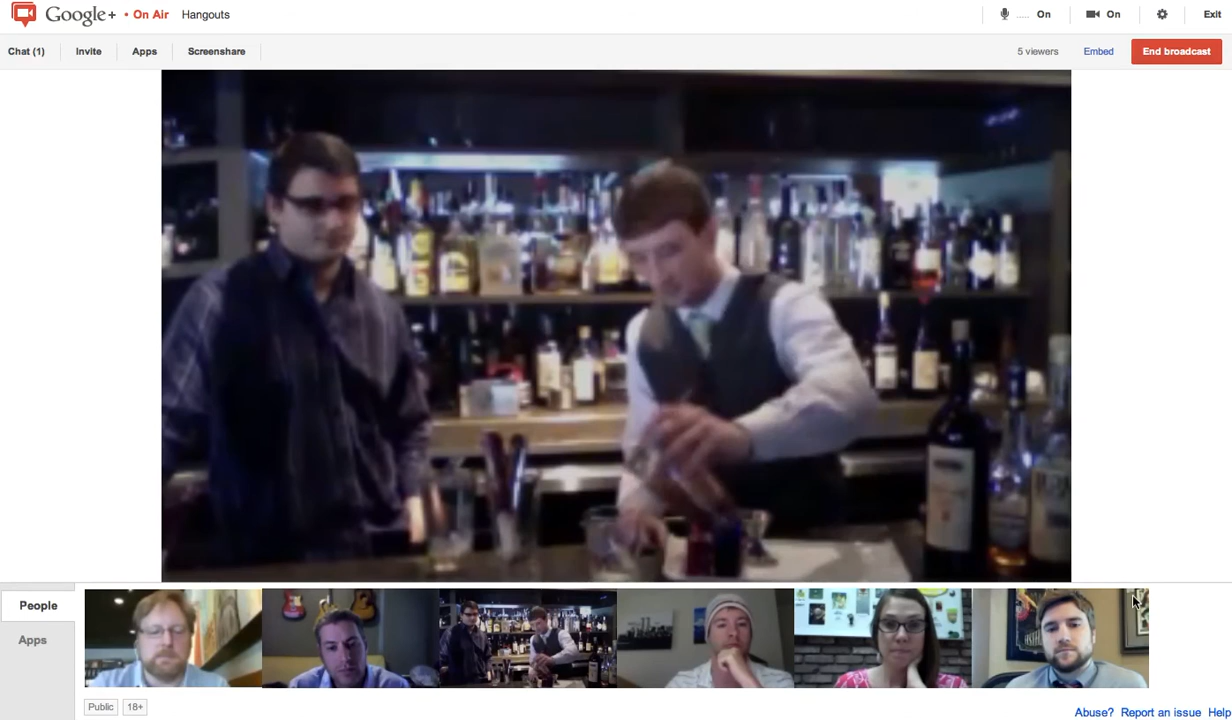 Google+ • On Air Hangouts
..... On On Exit
Chat (1) Invite Apps Screenshare 5 viewers Embed End broadcast
People
Apps
Public 18+
Abuse? Report an issue Help